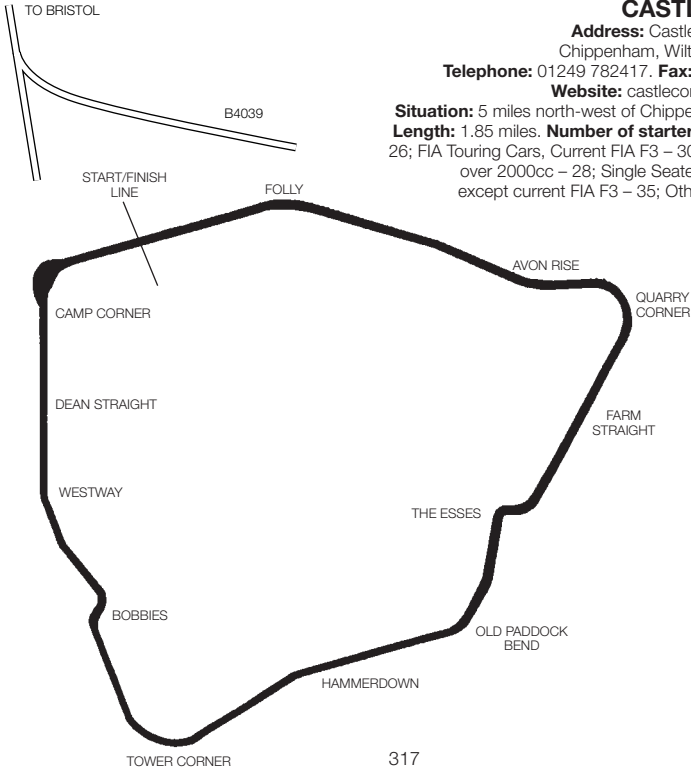 TO BRISTOL
B4039
CASTL
Address: Castle
Chippenham, Wilt
Telephone: 01249 782417. Fax:
Website: castlecor
Situation: 5 miles north-west of Chippe
Length: 1.85 miles. Number of starter
26; FIA Touring Cars, Current FIA F3 – 30
over 2000cc – 28; Single Seate
except current FIA F3 – 35; Oth
START/FINISH
LINE
FOLLY
AVON RISE
QUARRY
CORNER
CAMP CORNER
DEAN STRAIGHT
FARM
STRAIGHT
WESTWAY
THE ESSES
BOBBIES
OLD PADDOCK
BEND
HAMMERDOWN
TOWER CORNER
317